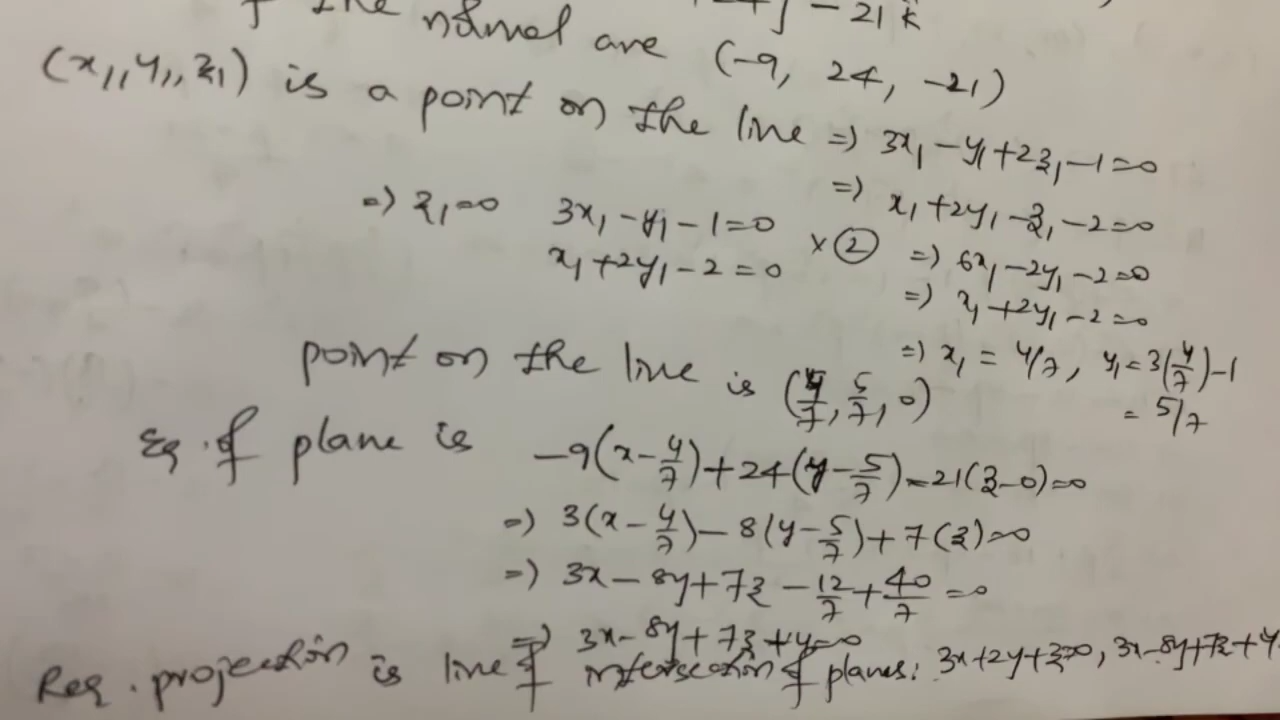 the normal are (-9, 24, -21)
(x₁, y₁, z₁) is a point on the line => 3x₁ - y₁ + 2z₁ - 1 = 0
=> x₁ + 2y₁ - z₁ - 2 = 0
=> z₁ = 0 3x₁ - y₁ - 1 = 0 × ② => 6x₁ - 2y₁ - 2 = 0
x₁ + 2y₁ - 2 = 0 => x₁ + 2y₁ - 2 = 0
=> x₁ = 4/7, y₁ = 3(4/7) - 1
= 5/7
point on the line is (4/7, 5/7, 0)
Eq. of plane is -9(x - 4/7) + 24(y - 5/7) - 21(z - 0) = 0
=> 3(x - 4/7) - 8(y - 5/7) + 7(z) = 0
=> 3x - 8y + 7z - 12/7 + 40/7 = 0
=> 3x - 8y + 7z + 4 = 0
Req. projection is line of intersection of planes: 3x + 2y + z = 0, 3x - 8y + 7z + 4